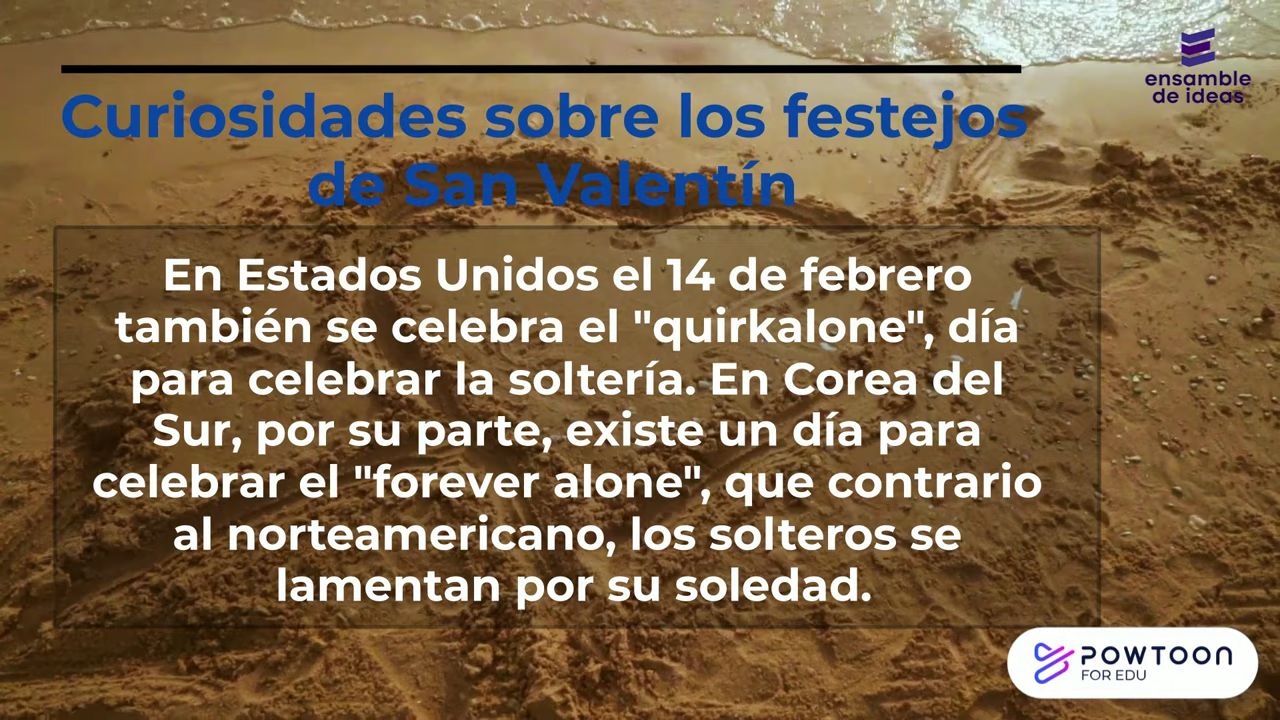 ensamble
de ideas
Curiosidades sobre los festejos
de San Valentín
En Estados Unidos el 14 de febrero
también se celebra el "quirkalone", día
para celebrar la soltería. En Corea del
Sur, por su parte, existe un día para
celebrar el "forever alone", que contrario
al norteamericano, los solteros se
lamentan por su soledad.
POWTOON
FOR EDU